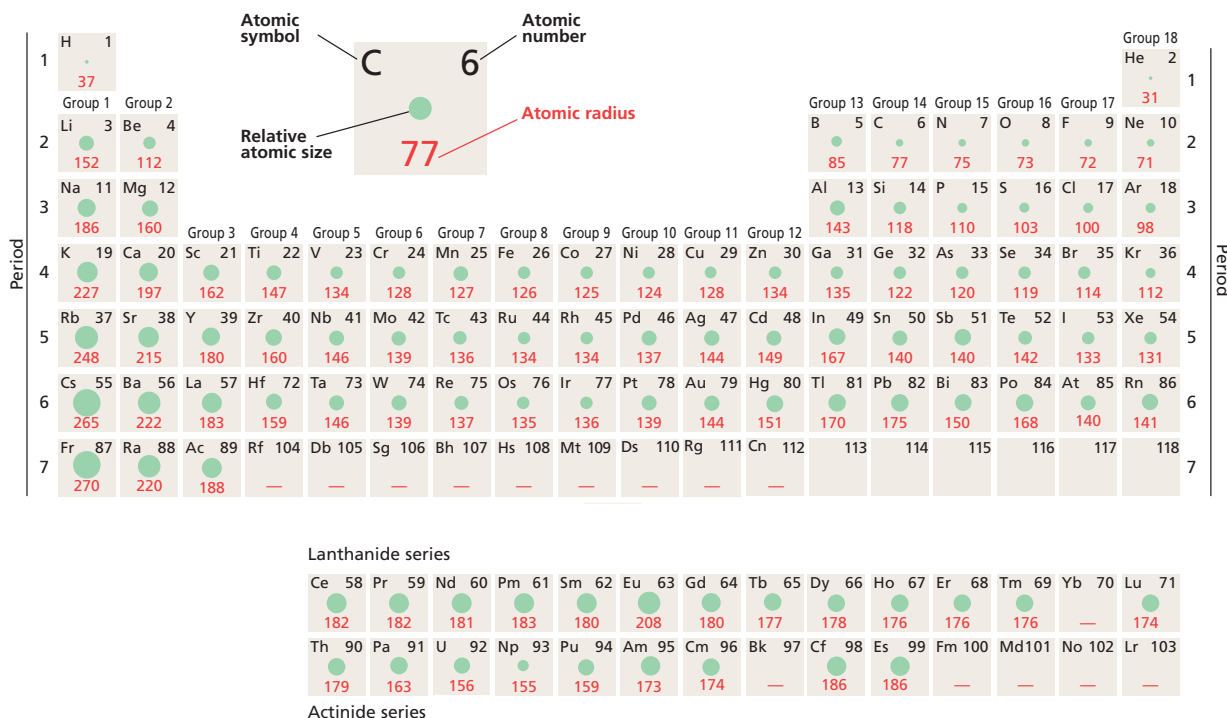 Atomic symbol
Atomic number
C 6
Relative atomic size
77
Atomic radius
Group 18
H 1
He 2
1
37
31
1
Group 1 Group 2
Group 13 Group 14 Group 15 Group 16 Group 17
Li 3 Be 4 B 5 C 6 N 7 O 8 F 9 Ne 10
2
2
152 112 85 77 75 73 72 71
Na 11 Mg 12 Al 13 Si 14 P 15 S 16 Cl 17 Ar 18
3
3
186 160 143 118 110 103 100 98
Group 3 Group 4 Group 5 Group 6 Group 7 Group 8 Group 9 Group 10 Group 11 Group 12
K 19 Ca 20 Sc 21 Ti 22 V 23 Cr 24 Mn 25 Fe 26 Co 27 Ni 28 Cu 29 Zn 30 Ga 31 Ge 32 As 33 Se 34 Br 35 Kr 36
Period
4
4
Period
227 197 162 147 134 128 127 126 125 124 128 134 135 122 120 119 114 112
Rb 37 Sr 38 Y 39 Zr 40 Nb 41 Mo 42 Tc 43 Ru 44 Rh 45 Pd 46 Ag 47 Cd 48 In 49 Sn 50 Sb 51 Te 52 I 53 Xe 54
5
5
248 215 180 160 146 139 136 134 134 137 144 149 167 140 140 142 133 131
Cs 55 Ba 56 La 57 Hf 72 Ta 73 W 74 Re 75 Os 76 Ir 77 Pt 78 Au 79 Hg 80 Tl 81 Pb 82 Bi 83 Po 84 At 85 Rn 86
6
6
265 222 183 159 146 139 137 135 136 139 144 151 170 175 150 168 140 141
Fr 87 Ra 88 Ac 89 Rf 104 Db 105 Sg 106 Bh 107 Hs 108 Mt 109 Ds 110 Rg 111 Cn 112 113 114 115 116 117 118
7
7
270 220 188 — — — — — — — — —
Lanthanide series
Ce 58 Pr 59 Nd 60 Pm 61 Sm 62 Eu 63 Gd 64 Tb 65 Dy 66 Ho 67 Er 68 Tm 69 Yb 70 Lu 71
182 182 181 183 180 208 180 177 178 176 176 176 — 174
Th 90 Pa 91 U 92 Np 93 Pu 94 Am 95 Cm 96 Bk 97 Cf 98 Es 99 Fm 100 Md101 No 102 Lr 103
179 163 156 155 159 173 174 — 186 186 — — — —
Actinide series